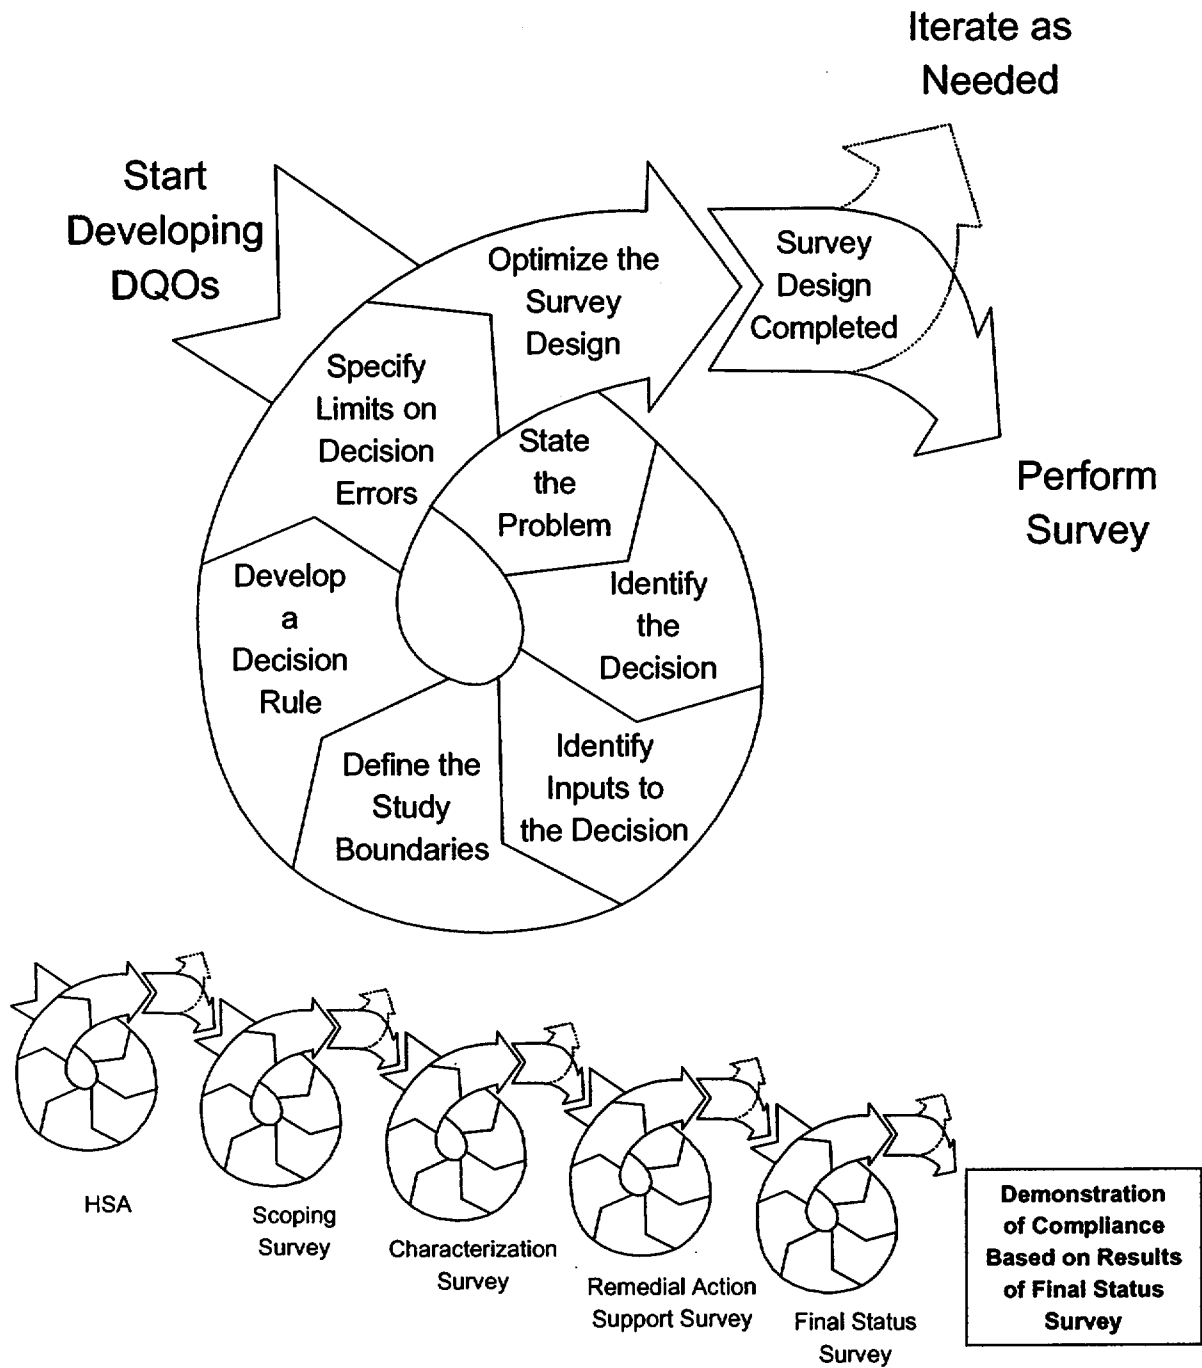 Iterate as
Needed
Start
Developing
DQOs
Optimize the
Survey
Design
Survey
Design
Completed
Specify
Limits on
Decision
Errors
State
the
Problem
Perform
Survey
Develop
a
Decision
Rule
Identify
the
Decision
Identify
Inputs to
the Decision
Define the
Study
Boundaries
HSA
Scoping
Survey
Characterization
Survey
Remedial Action
Support Survey
Final Status
Survey
Demonstration
of Compliance
Based on Results
of Final Status
Survey